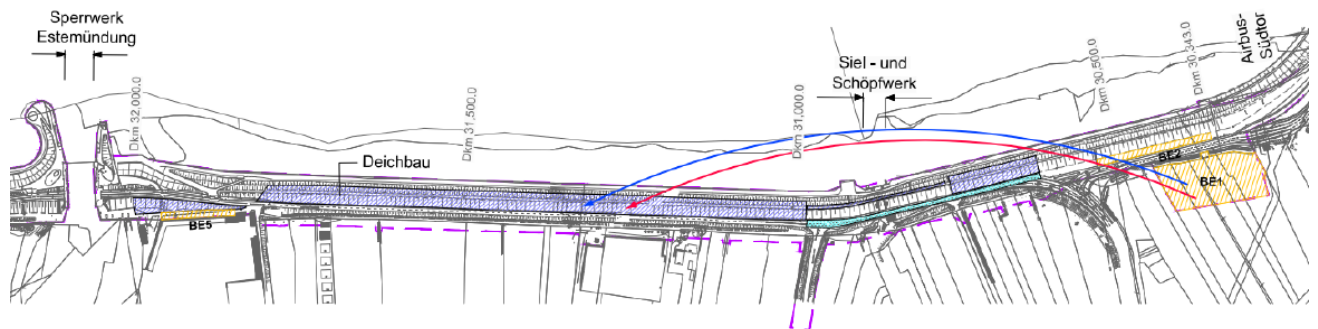 Sperrwerk
Estemündung
Dkm 32,000.0
Dkm 31,500.0
Dkm 31,000.0
Siel - und
Schöpfwerk
Dkm 30,500.0
Dkm 30,343.0
Airbus-
Südtor
Deichbau
BE5
BE2
BE1